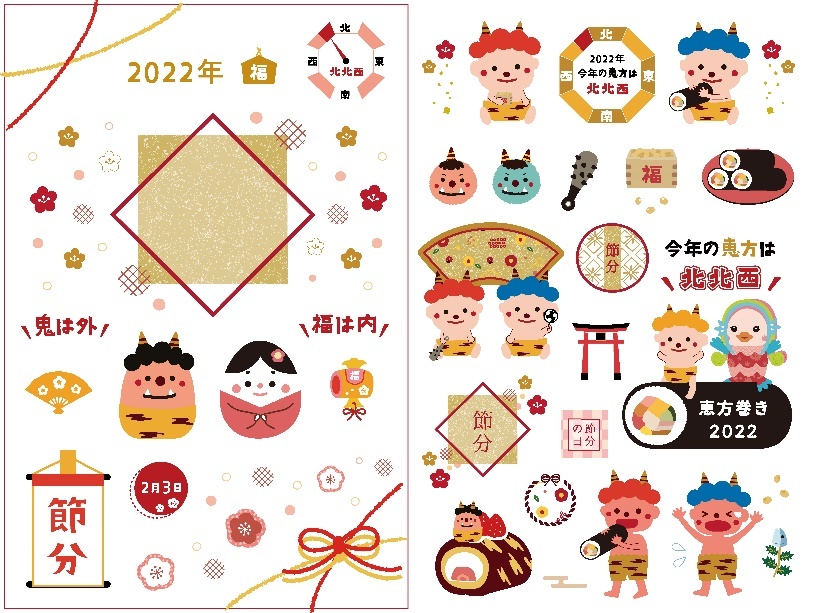 2022年
福
北
西
東
南
北北西
鬼は外
福は内
福
節分
2月3日
北
西
東
南
2022年
今年の恵方は
北北西
福
節分
今年の恵方は
北北西
節分
節分
の日
恵方巻き
2022